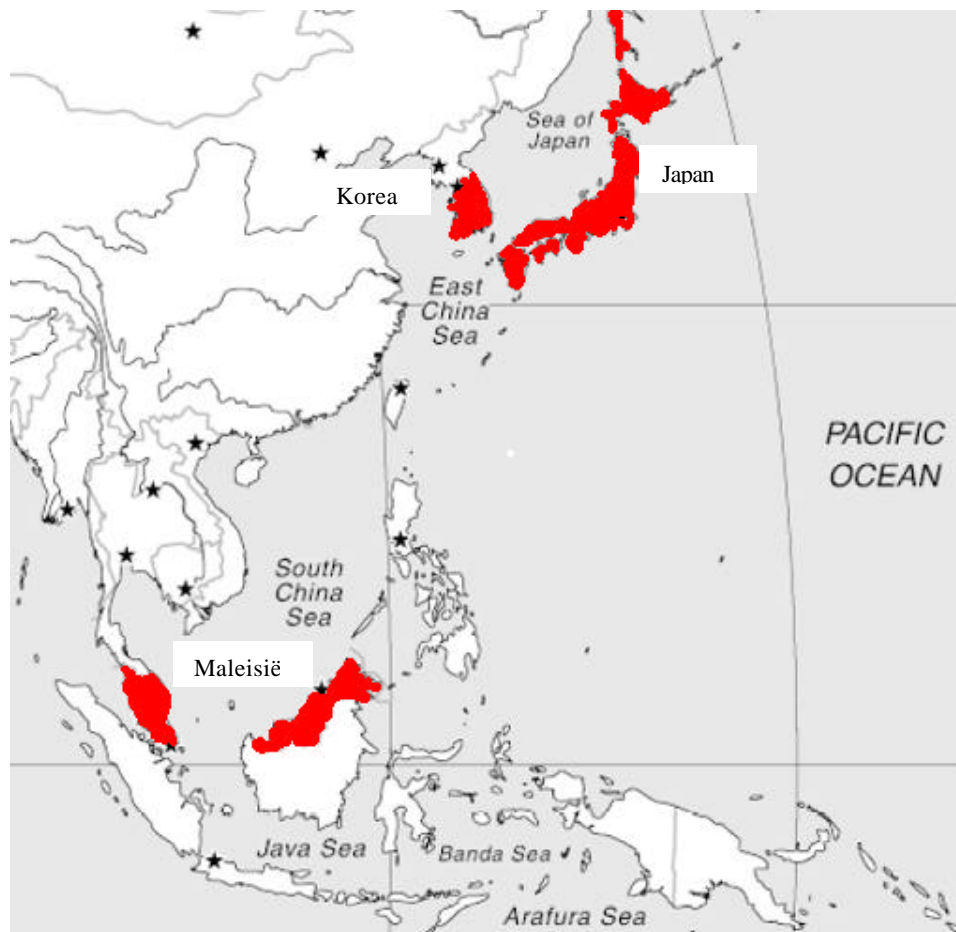 Sea of
Japan
Japan
Korea
East
China
Sea
PACIFIC
OCEAN
South
China
Sea
Maleisië
Java Sea
Banda Sea
Arafura Sea